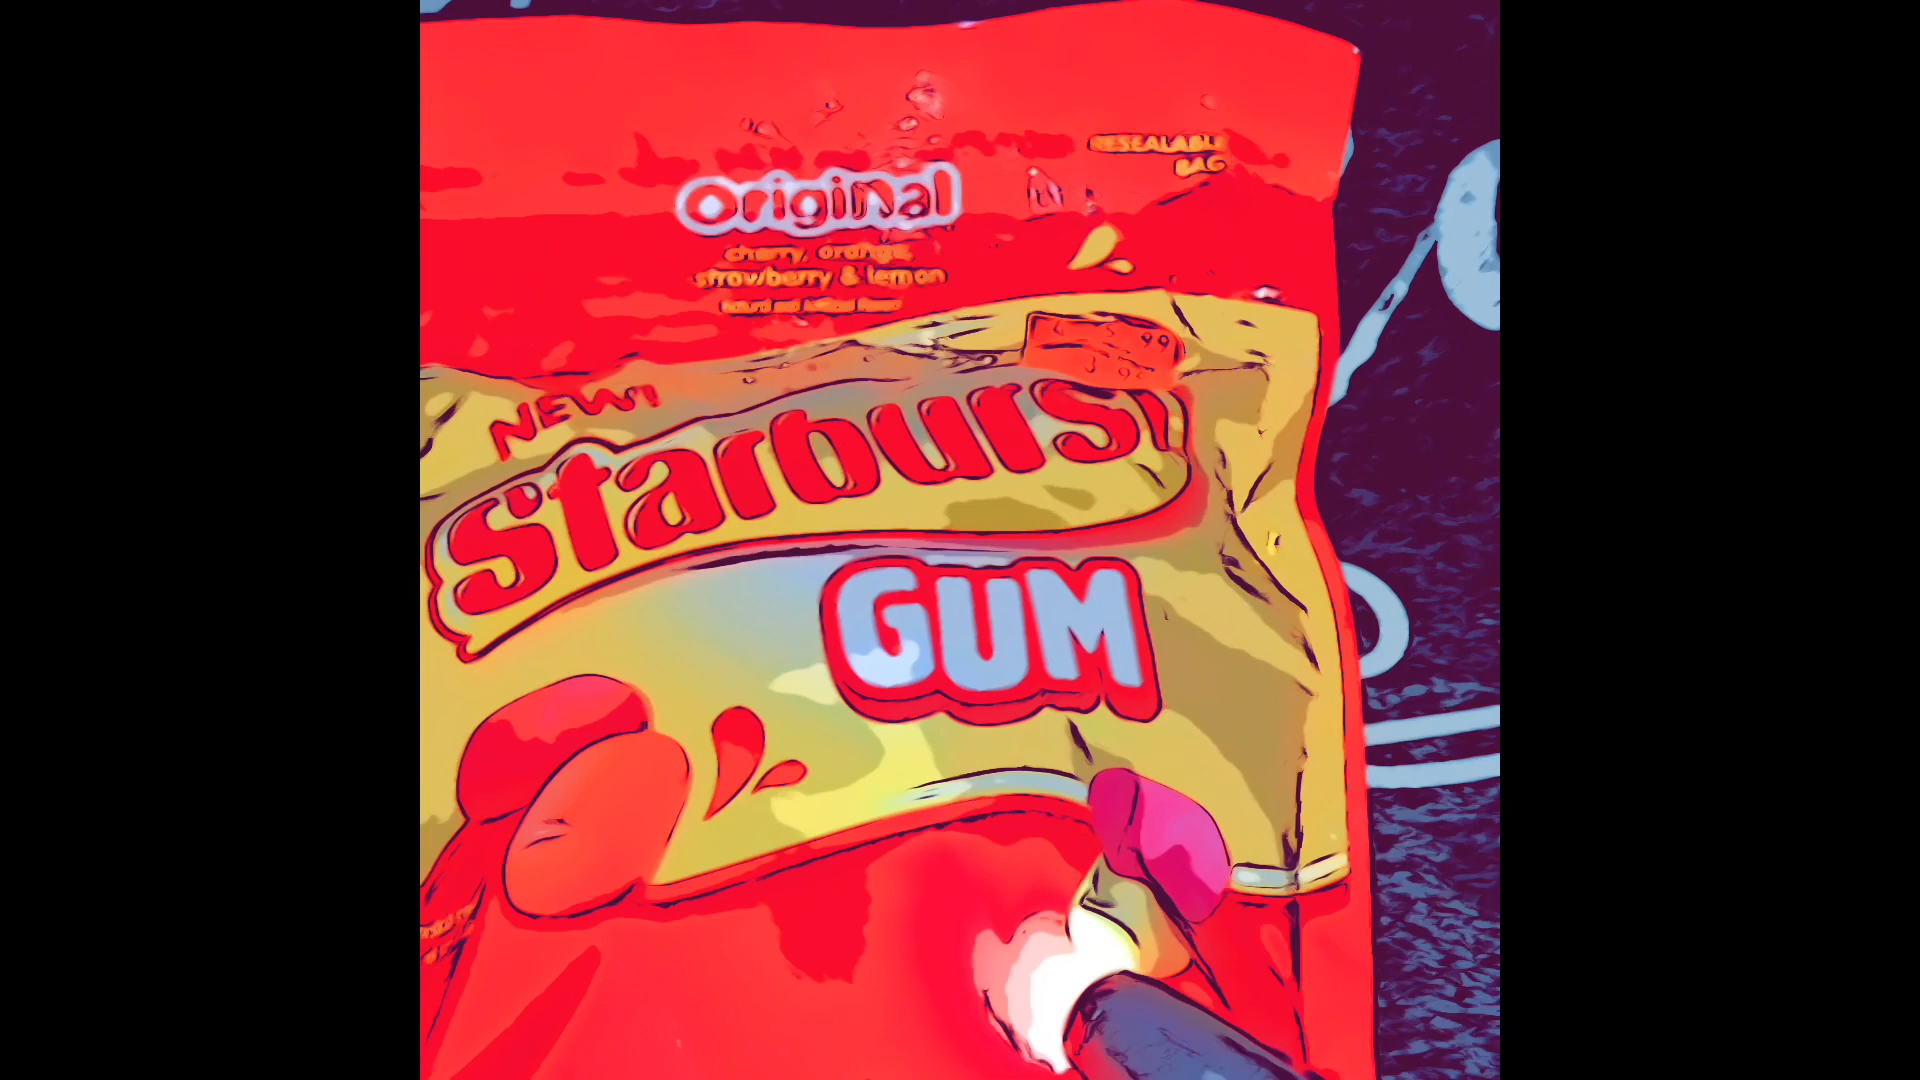 RESEALABLE
BAG
Original
cherry, orange,
strawberry & lemon
NEW!
starburst
GUM